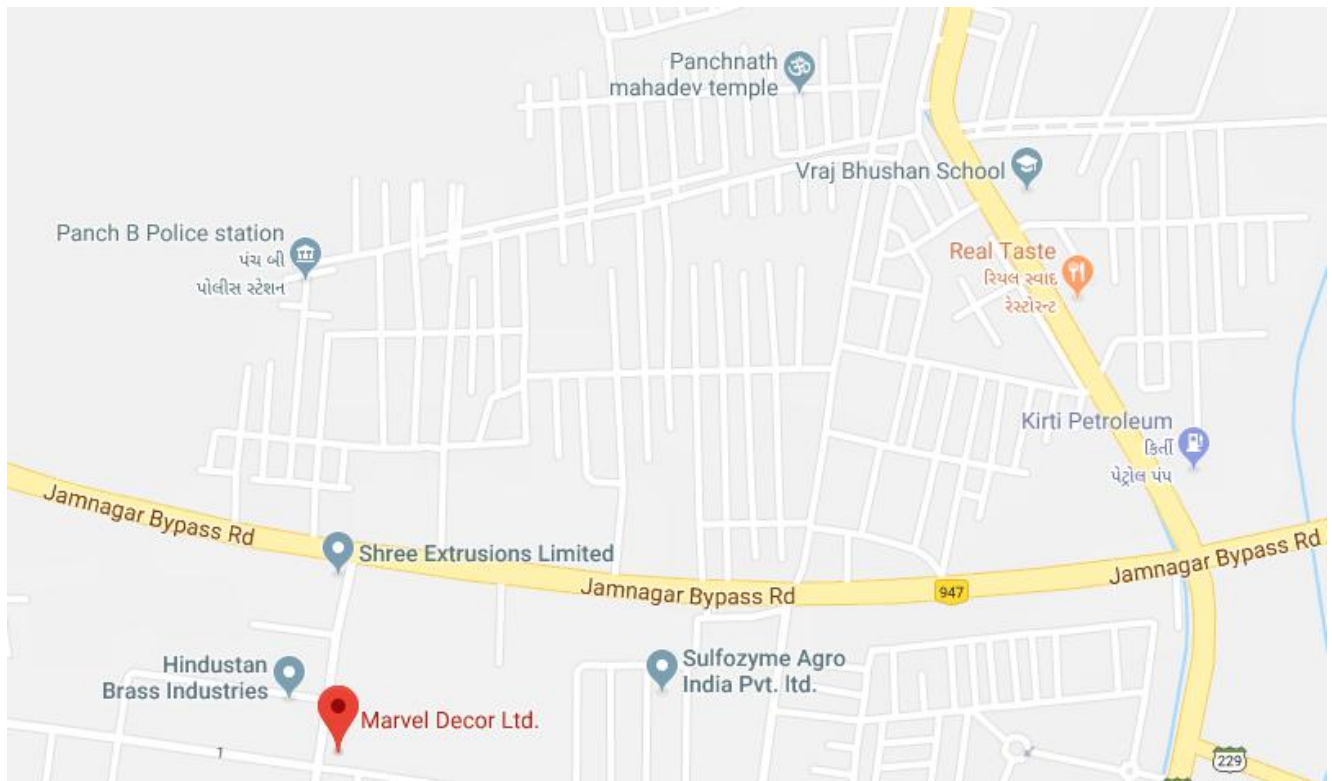 Panchnath
mahadev temple
Vraj Bhushan School
Panch B Police station
પંચ બી
પોલીસ સ્ટેશન
Real Taste
રિયલ સ્વાદ
રેસ્ટોરન્ટ
Kirti Petroleum
કિર્તી
પેટ્રોલ પંપ
Jamnagar Bypass Rd
Shree Extrusions Limited
Jamnagar Bypass Rd
947
Jamnagar Bypass Rd
Hindustan
Brass Industries
Sulfozyme Agro
India Pvt. ltd.
Marvel Decor Ltd.
1
229